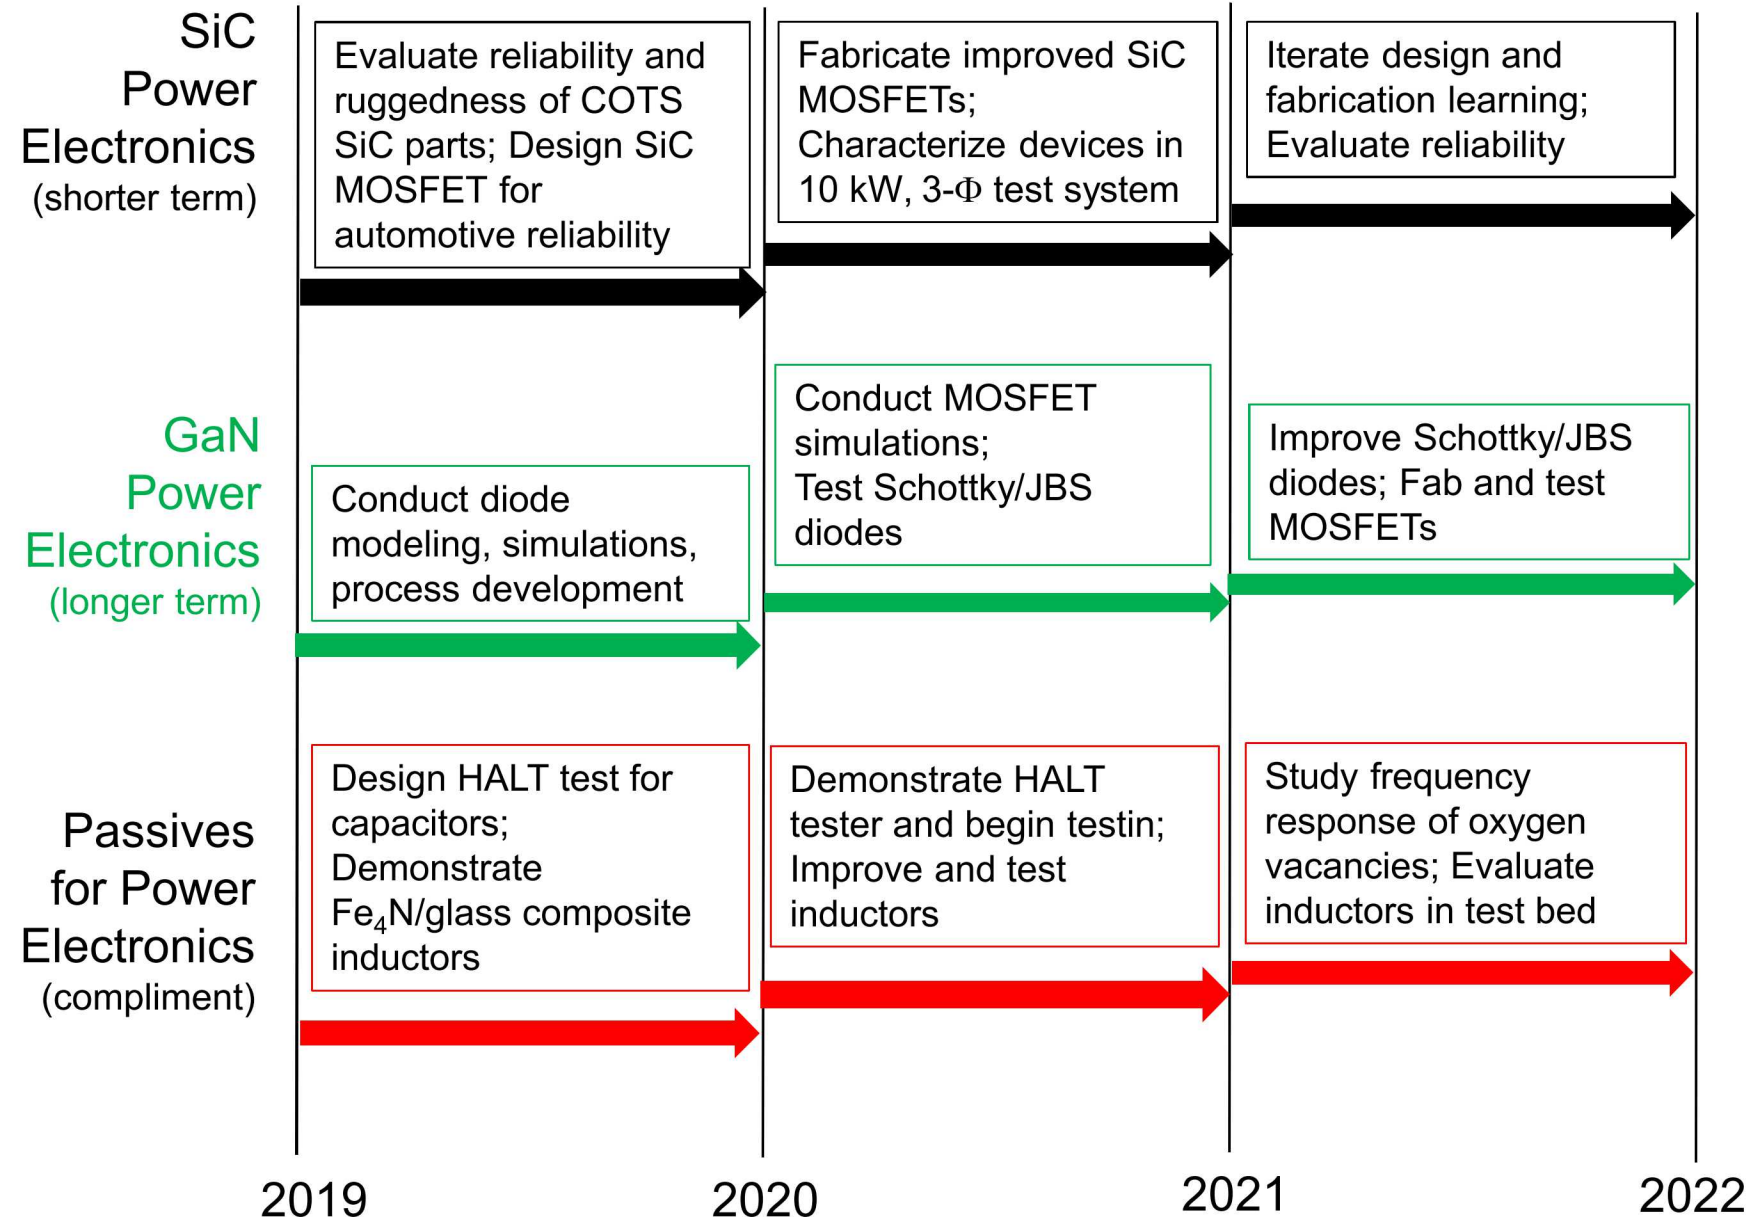 SiC
Power
Electronics
(shorter term)
Evaluate reliability and
ruggedness of COTS
SiC parts; Design SiC
MOSFET for
automotive reliability
Fabricate improved SiC
MOSFETs;
Characterize devices in
10 kW, 3-Φ test system
Iterate design and
fabrication learning;
Evaluate reliability
GaN
Power
Electronics
(longer term)
Conduct diode
modeling, simulations,
process development
Conduct MOSFET
simulations;
Test Schottky/JBS
diodes
Improve Schottky/JBS
diodes; Fab and test
MOSFETs
Passives
for Power
Electronics
(compliment)
Design HALT test for
capacitors;
Demonstrate
Fe₄N/glass composite
inductors
Demonstrate HALT
tester and begin testin;
Improve and test
inductors
Study frequency
response of oxygen
vacancies; Evaluate
inductors in test bed
2019
2020
2021
2022